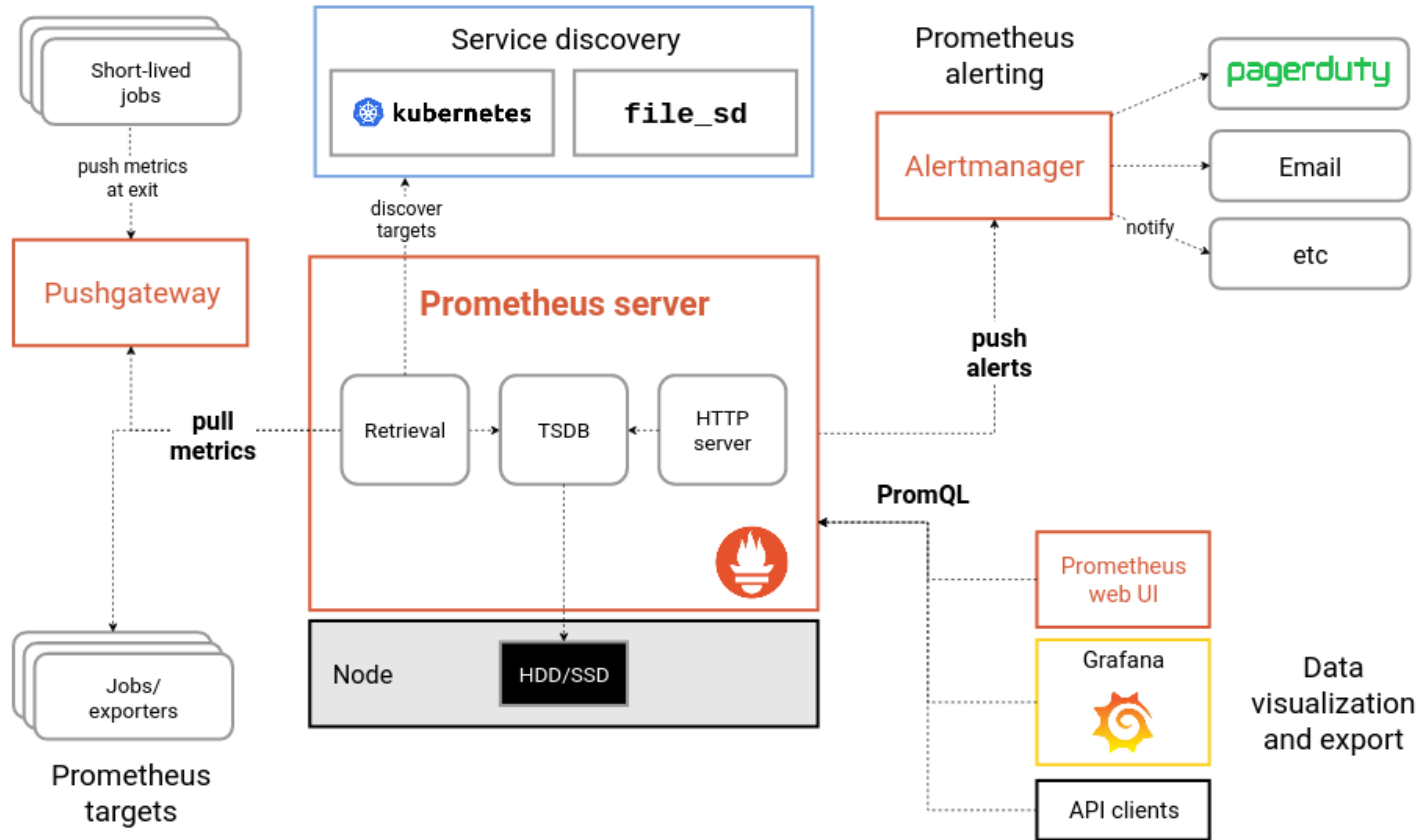 Short-lived
jobs
push metrics
at exit
Pushgateway
pull
metrics
Jobs/
exporters
Prometheus
targets
Service discovery
kubernetes
file_sd
discover
targets
Prometheus server
Retrieval
TSDB
HTTP
server
Node
HDD/SSD
Prometheus
alerting
Alertmanager
pagerduty
Email
notify
etc
push
alerts
PromQL
Prometheus
web UI
Grafana
API clients
Data
visualization
and export